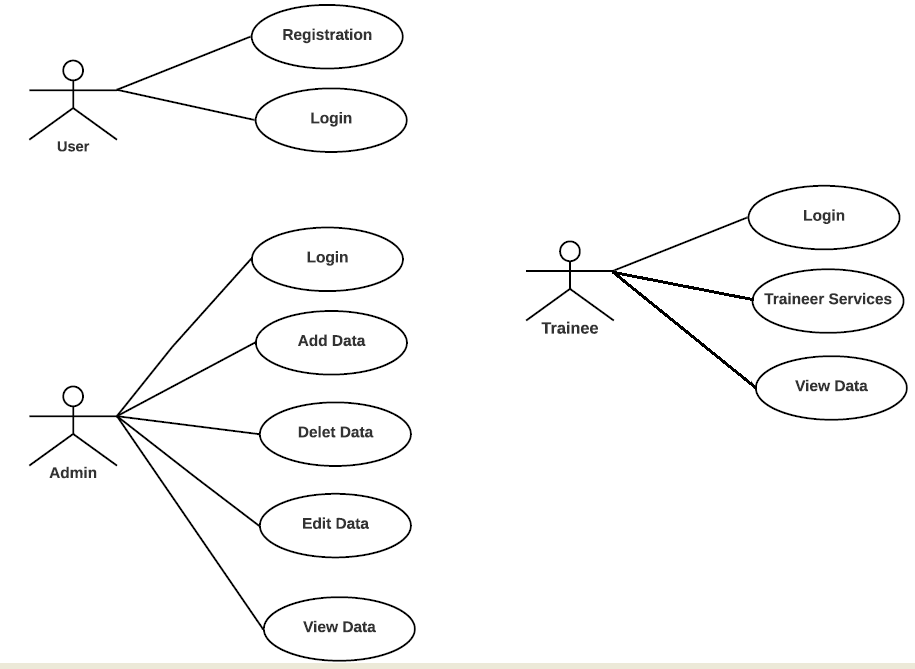 Registration
Login
User
Login
Add Data
Delet Data
Edit Data
Admin
View Data
Login
Traineer Services
Trainee
View Data